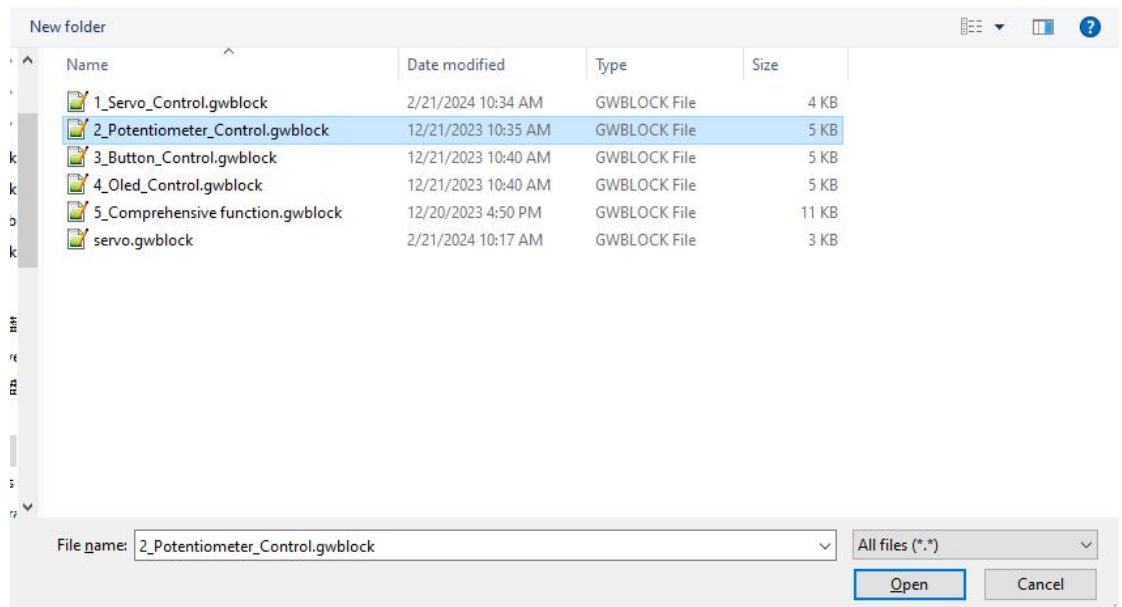 New folder
Name Date modified Type Size
1_Servo_Control.gwblock 2/21/2024 10:34 AM GWBLOCK File 4 KB
2_Potentiometer_Control.gwblock 12/21/2023 10:35 AM GWBLOCK File 5 KB
3_Button_Control.gwblock 12/21/2023 10:40 AM GWBLOCK File 5 KB
4_Oled_Control.gwblock 12/21/2023 10:40 AM GWBLOCK File 5 KB
5_Comprehensive function.gwblock 12/20/2023 4:50 PM GWBLOCK File 11 KB
servo.gwblock 2/21/2024 10:17 AM GWBLOCK File 3 KB
File name: 2_Potentiometer_Control.gwblock All files (*.*)
Open Cancel